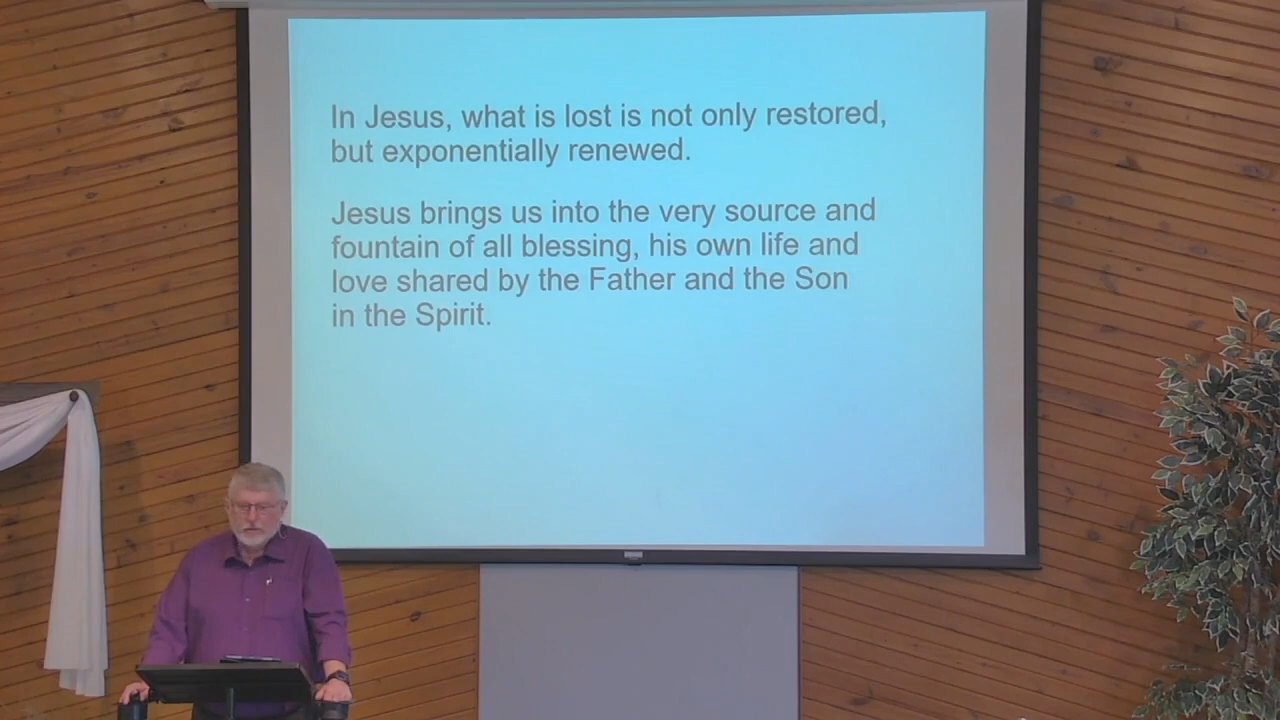 In Jesus, what is lost is not only restored,
but exponentially renewed.
Jesus brings us into the very source and
fountain of all blessing, his own life and
love shared by the Father and the Son
in the Spirit.